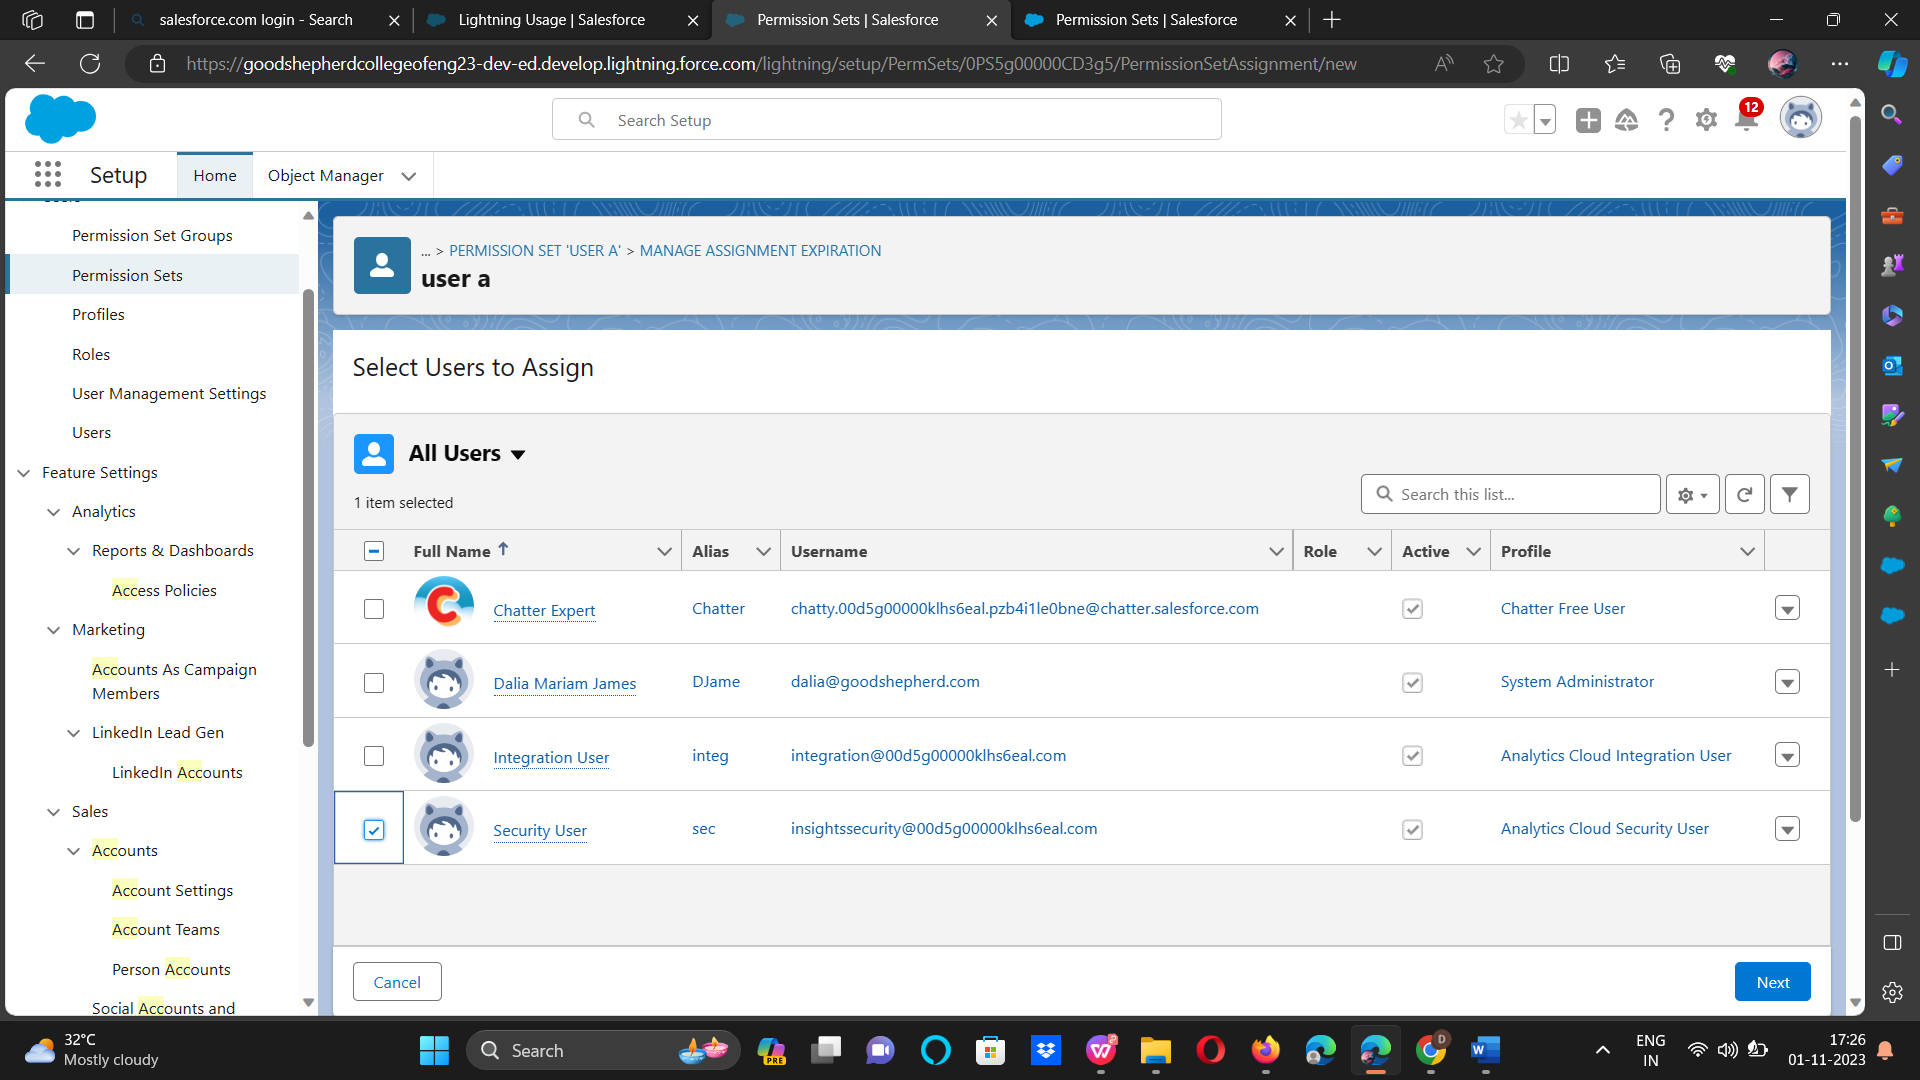 salesforce.com login - Search
Lightning Usage | Salesforce
Permission Sets | Salesforce
Permission Sets | Salesforce
https://goodshepherdcollegeofeng23-dev-ed.develop.lightning.force.com/lightning/setup/PermSets/0PS5g00000CD3g5/PermissionSetAssignment/new
Search Setup
12
Setup
Home
Object Manager
Users
Permission Set Groups
Permission Sets
Profiles
Roles
User Management Settings
Users
Feature Settings
Analytics
Reports & Dashboards
Access Policies
Marketing
Accounts As Campaign
Members
LinkedIn Lead Gen
LinkedIn Accounts
Sales
Accounts
Account Settings
Account Teams
Person Accounts
Social Accounts and
... > PERMISSION SET 'USER A' > MANAGE ASSIGNMENT EXPIRATION
user a
Select Users to Assign
All Users
1 item selected
Search this list...
Full Name Alias Username Role Active Profile
Chatter Expert Chatter chatty.00d5g00000klhs6eal.pzb4i1le0bne@chatter.salesforce.com Chatter Free User
Dalia Mariam James DJame dalia@goodshepherd.com System Administrator
Integration User integ integration@00d5g00000klhs6eal.com Analytics Cloud Integration User
Security User sec insightssecurity@00d5g00000klhs6eal.com Analytics Cloud Security User
Cancel
Next
32°C
Mostly cloudy
Search
PRE
D
ENG
IN
17:26
01-11-2023